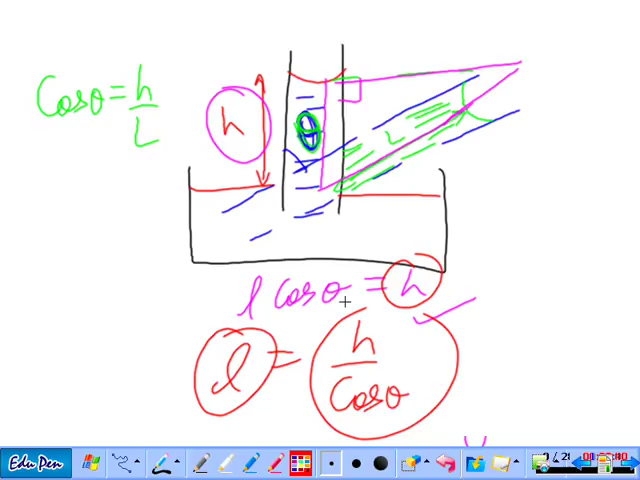 Cosθ = h/L
h
θ
L
l cosθ = h
l = h/Cosθ
Edu Pen